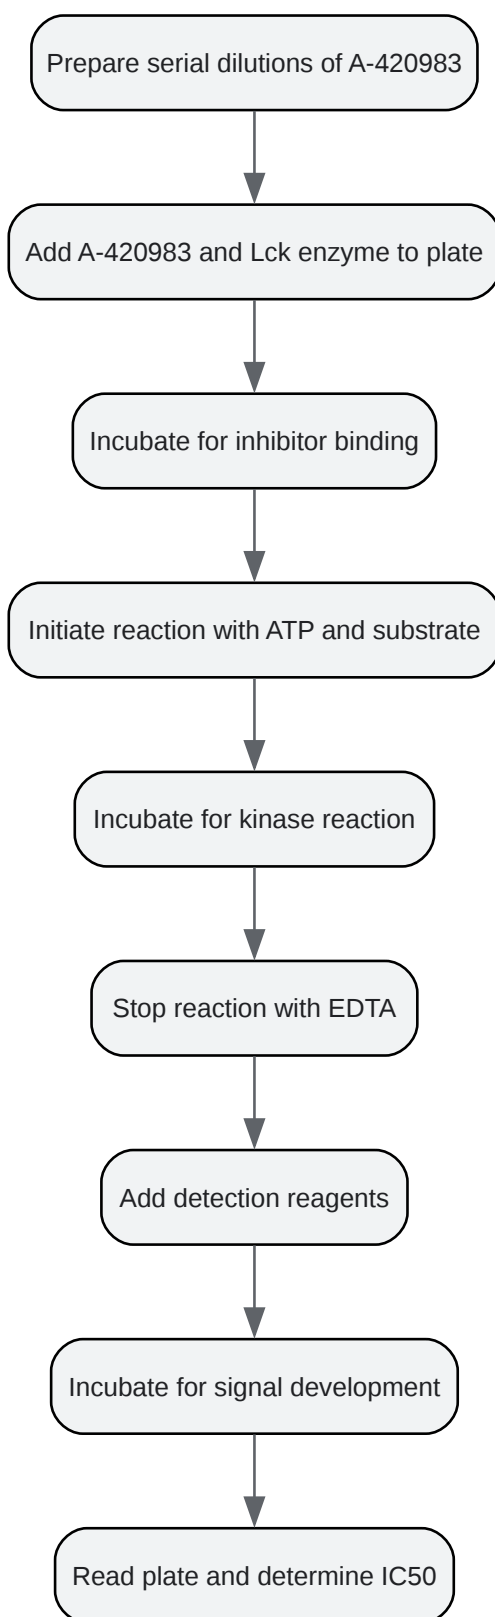 Prepare serial dilutions of A-420983
Add A-420983 and Lck enzyme to plate
Incubate for inhibitor binding
Initiate reaction with ATP and substrate
Incubate for kinase reaction
Stop reaction with EDTA
Add detection reagents
Incubate for signal development
Read plate and determine IC50